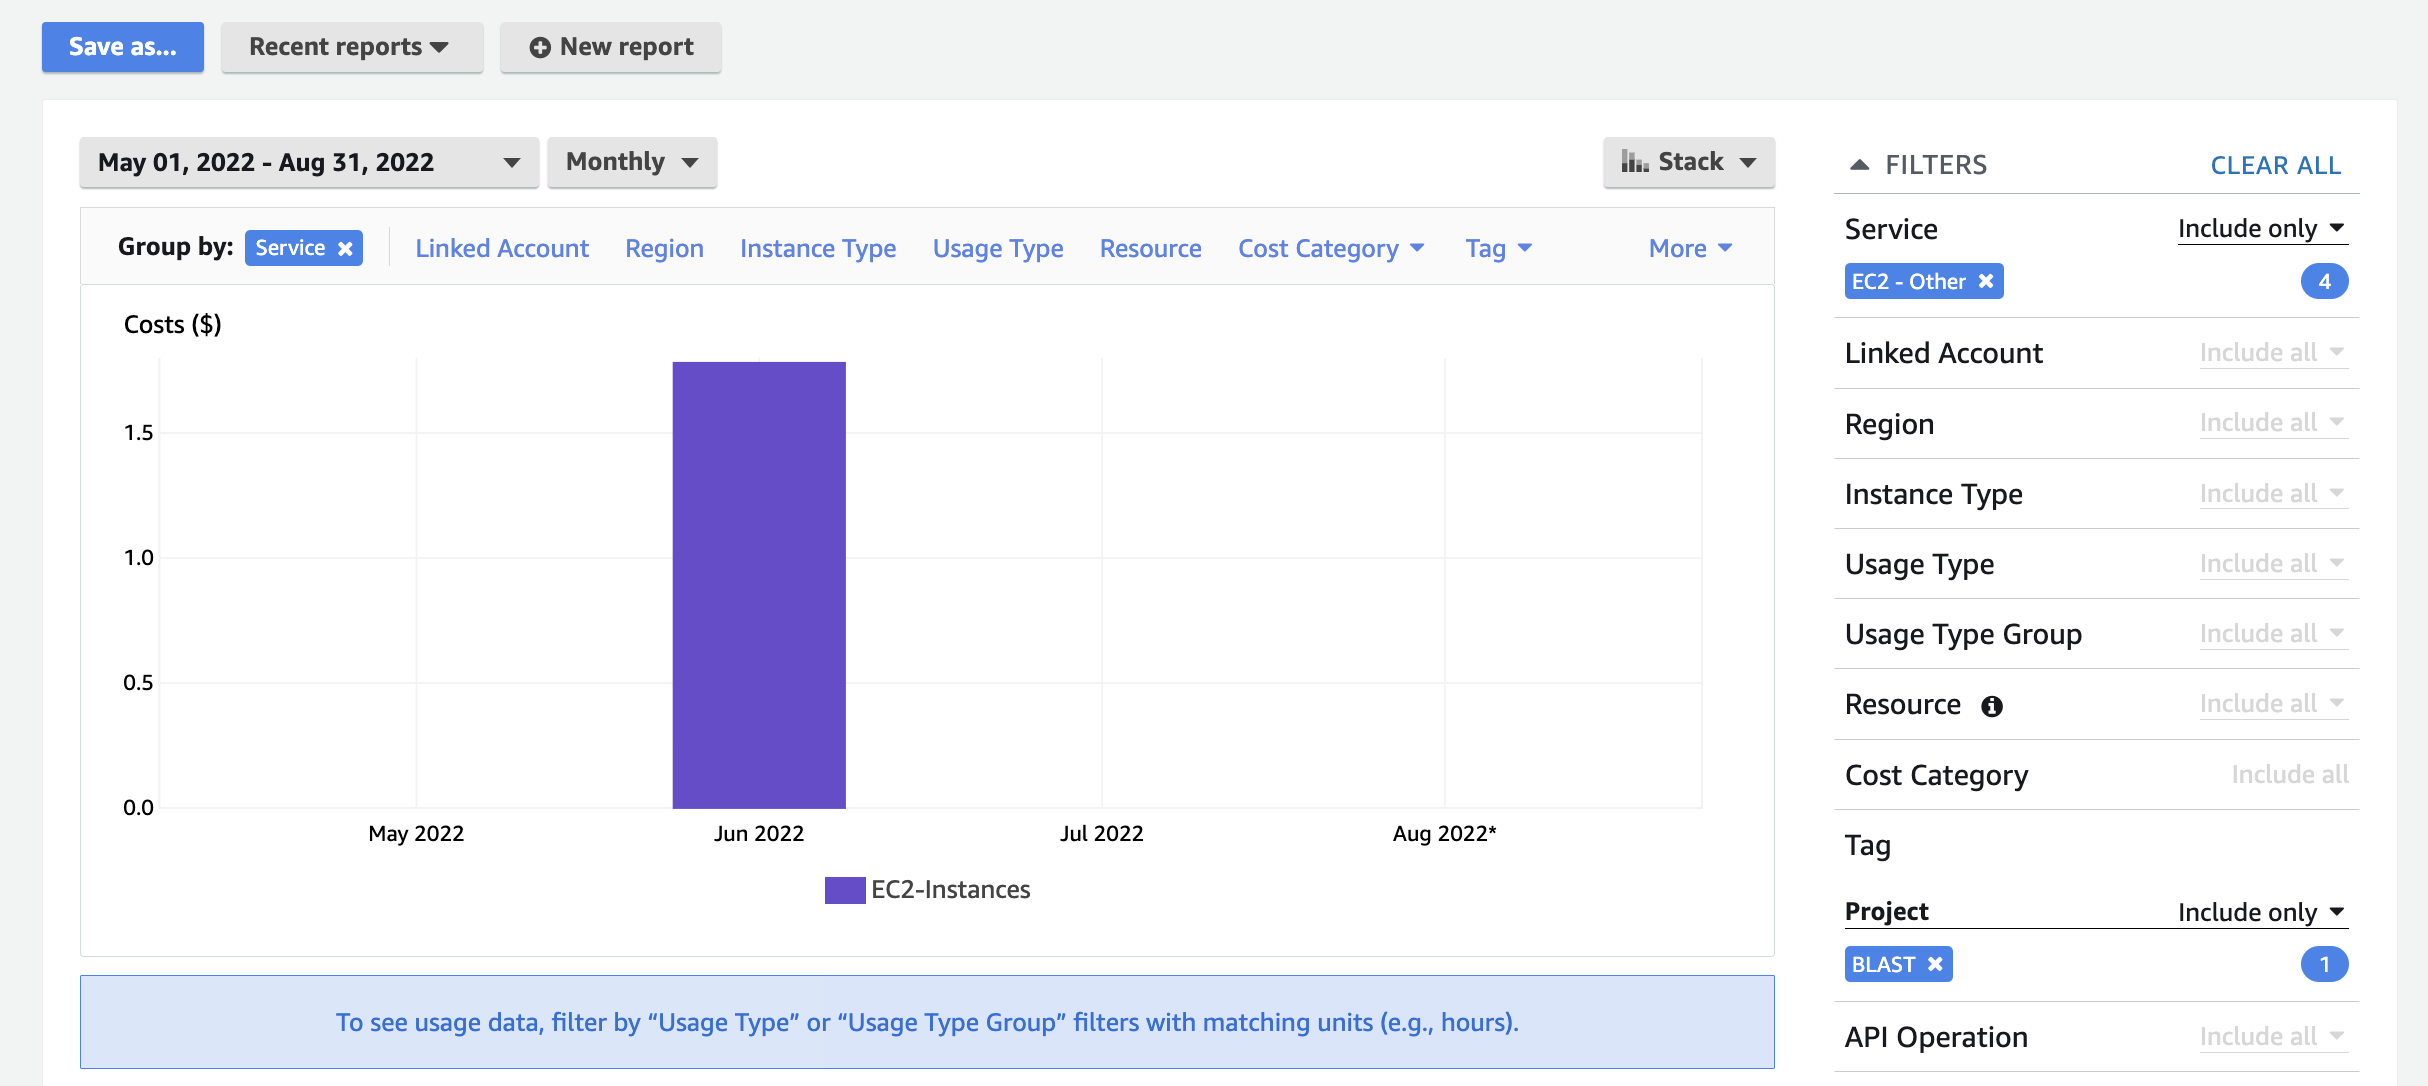 Save as...
Recent reports
New report
May 01, 2022 - Aug 31, 2022
Monthly
Stack
Group by: Service Linked Account Region Instance Type Usage Type Resource Cost Category Tag More
Costs ($)
1.5
1.0
0.5
0.0
May 2022 Jun 2022 Jul 2022 Aug 2022*
EC2-Instances
To see usage data, filter by “Usage Type” or “Usage Type Group” filters with matching units (e.g., hours).
FILTERS CLEAR ALL
Service Include only
EC2 - Other 4
Linked Account Include all
Region Include all
Instance Type Include all
Usage Type Include all
Usage Type Group Include all
Resource Include all
Cost Category Include all
Tag
Project Include only
BLAST 1
API Operation Include all